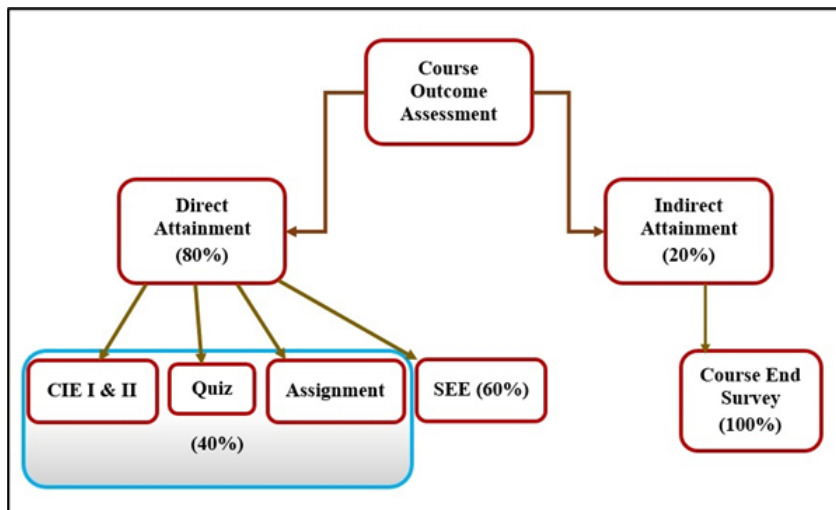 Course
Outcome
Assessment
Direct
Attainment
(80%)
Indirect
Attainment
(20%)
CIE I & II
Quiz
Assignment
SEE (60%)
(40%)
Course End
Survey
(100%)